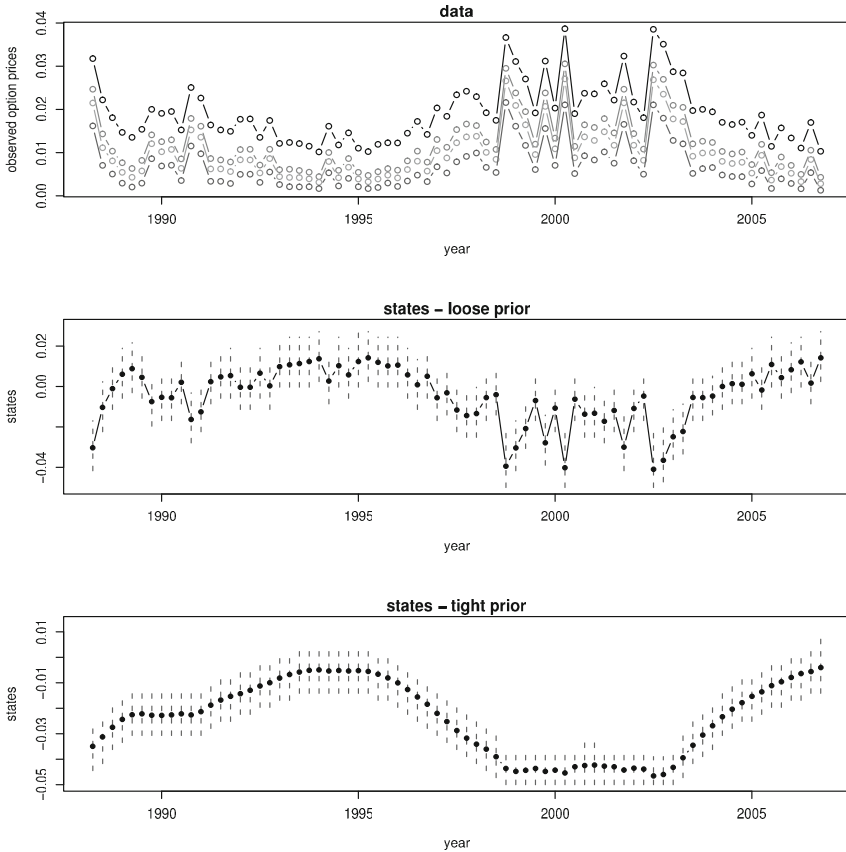 data
observed option prices
0.04
0.03
0.02
0.01
0.00
1990 1995 2000 2005
year
states – loose prior
states
0.02
0.00
−0.04
1990 1995 2000 2005
year
states – tight prior
states
0.01
−0.01
−0.03
−0.05
1990 1995 2000 2005
year